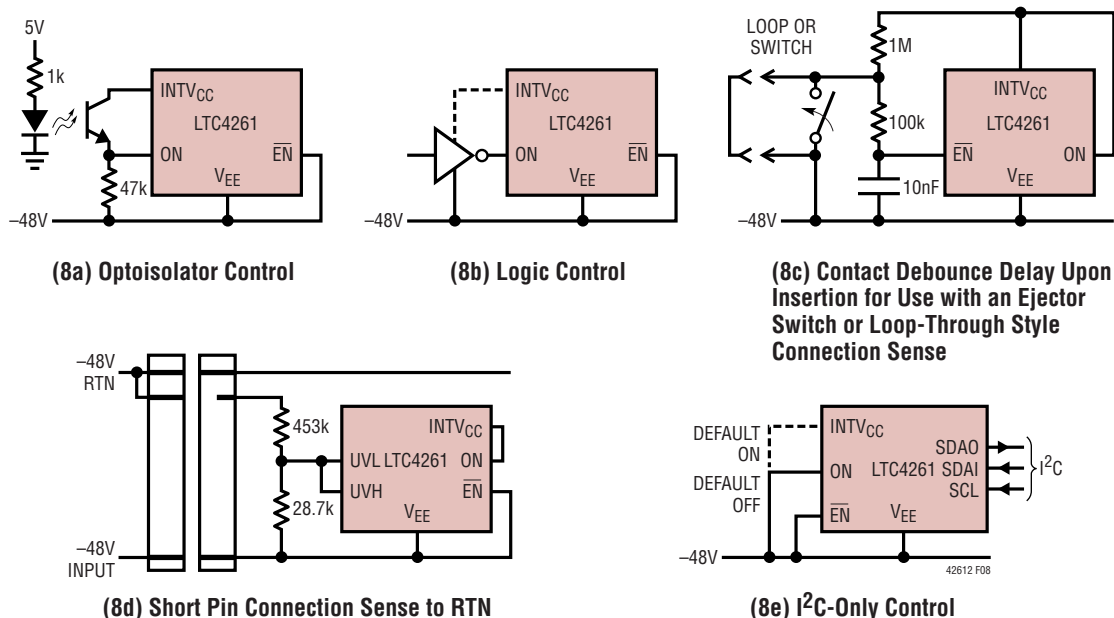 5V
1k
INTVCC
LTC4261
ON
EN
47k
VEE
–48V
(8a) Optoisolator Control
INTVCC
LTC4261
ON
EN
VEE
–48V
(8b) Logic Control
LOOP OR
SWITCH
1M
INTVCC
100k
LTC4261
EN
ON
VEE
10nF
–48V
(8c) Contact Debounce Delay Upon
Insertion for Use with an Ejector
Switch or Loop-Through Style
Connection Sense
–48V
RTN
453k
INTVCC
UVL LTC4261 ON
UVH
EN
28.7k
VEE
–48V
INPUT
(8d) Short Pin Connection Sense to RTN
DEFAULT
ON
INTVCC
SDAO
ON LTC4261 SDAI
I2C
DEFAULT
OFF
SCL
EN
VEE
–48V
42612 F08
(8e) I2C-Only Control